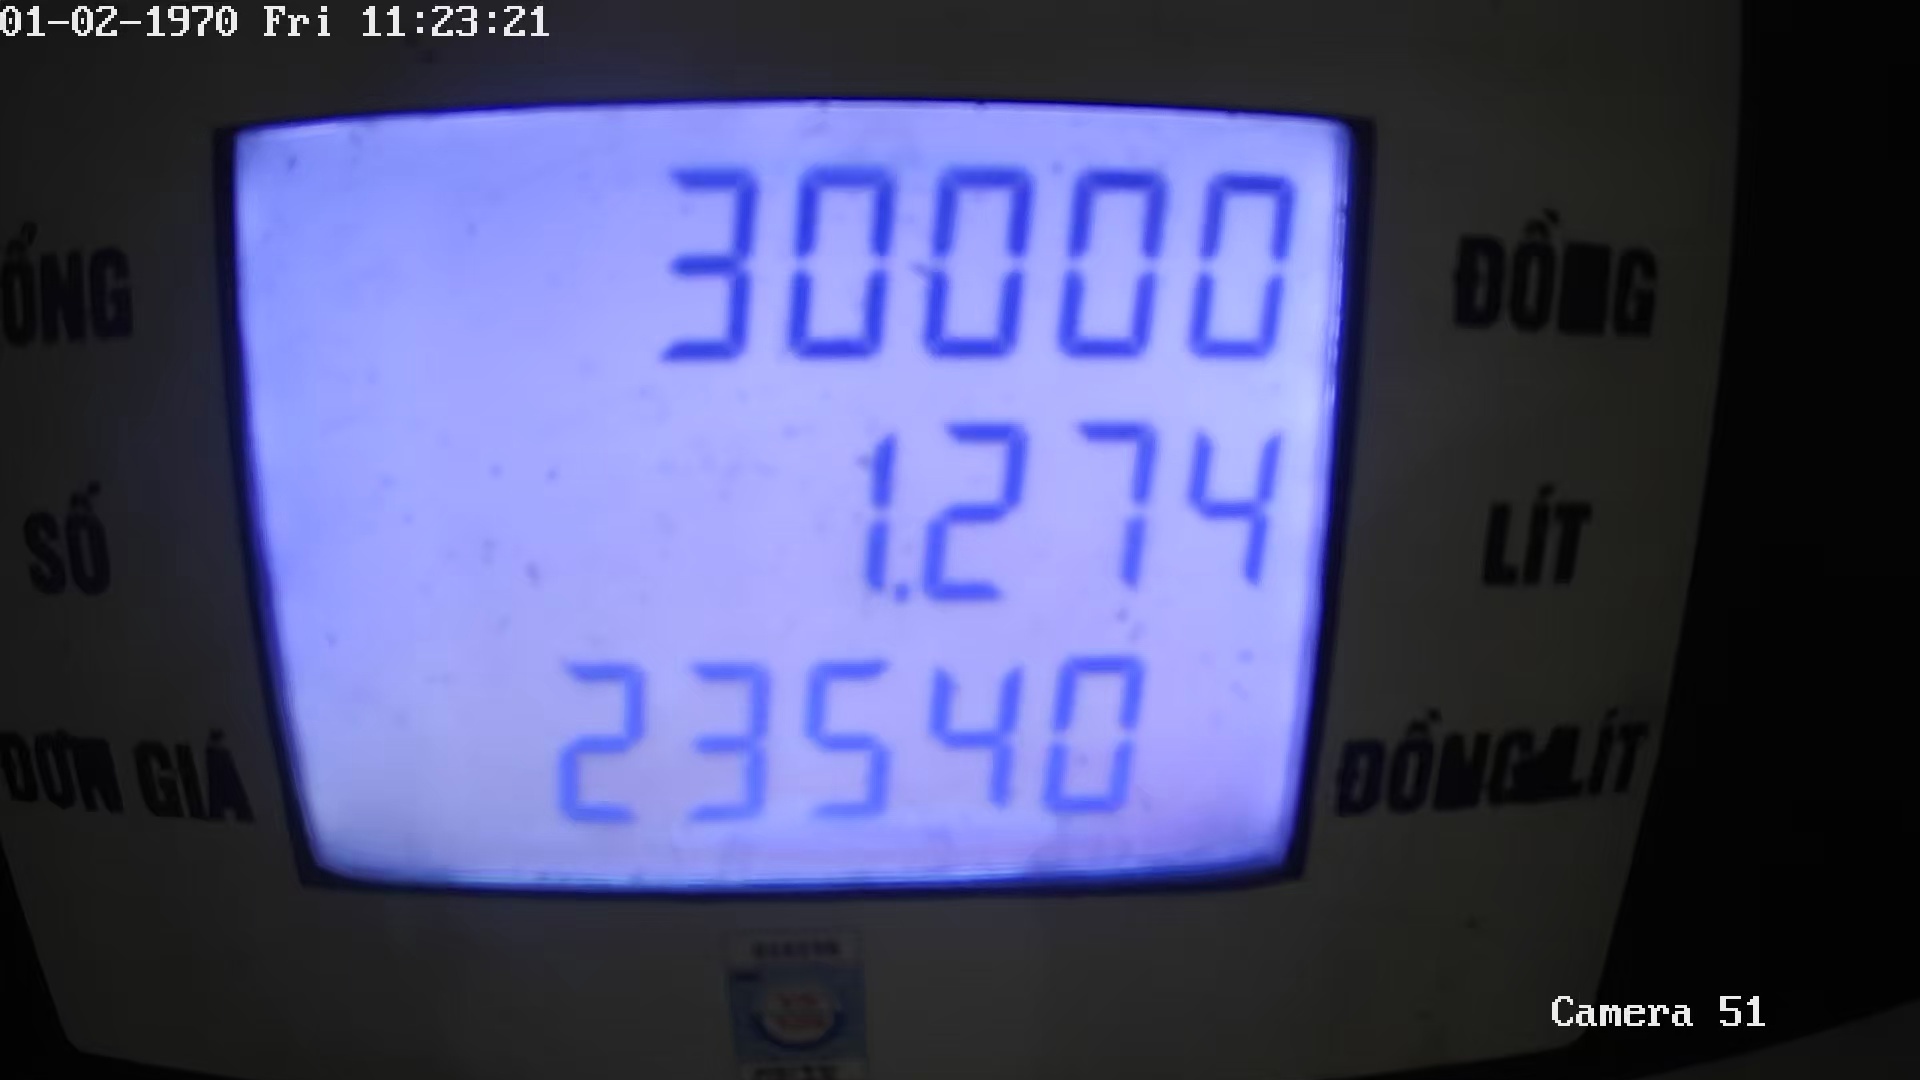 01-02-1970 Fri 11:23:21
30000
ĐỒNG
1.274
SỐ
LÍT
23540
ĐƠN GIÁ
ĐỒNG/LÍT
Camera 51